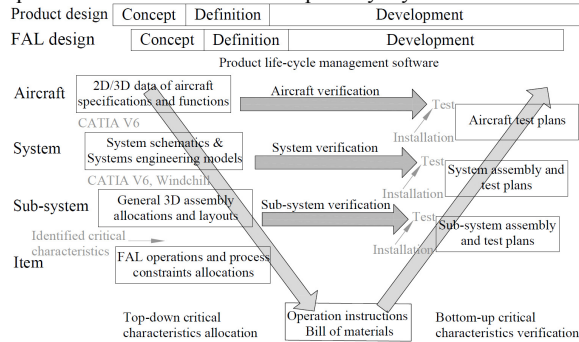 Product design Concept Definition Development
FAL design Concept Definition Development
Product life-cycle management software
Aircraft
2D/3D data of aircraft
specifications and functions
Aircraft verification
Test
CATIA V6
Installation
Aircraft test plans
System
System schematics &
Systems engineering models
System verification
Test
CATIA V6, Windchill
Installation
System assembly and
test plans
Sub-system
General 3D assembly
allocations and layouts
Sub-system verification
Test
Identified critical
characteristics
Installation
Sub-system assembly
and test plans
Item
FAL operations and process
constraints allocations
Top-down critical
characteristics allocation
Operation instructions
Bill of materials
Bottom-up critical
characteristics verification